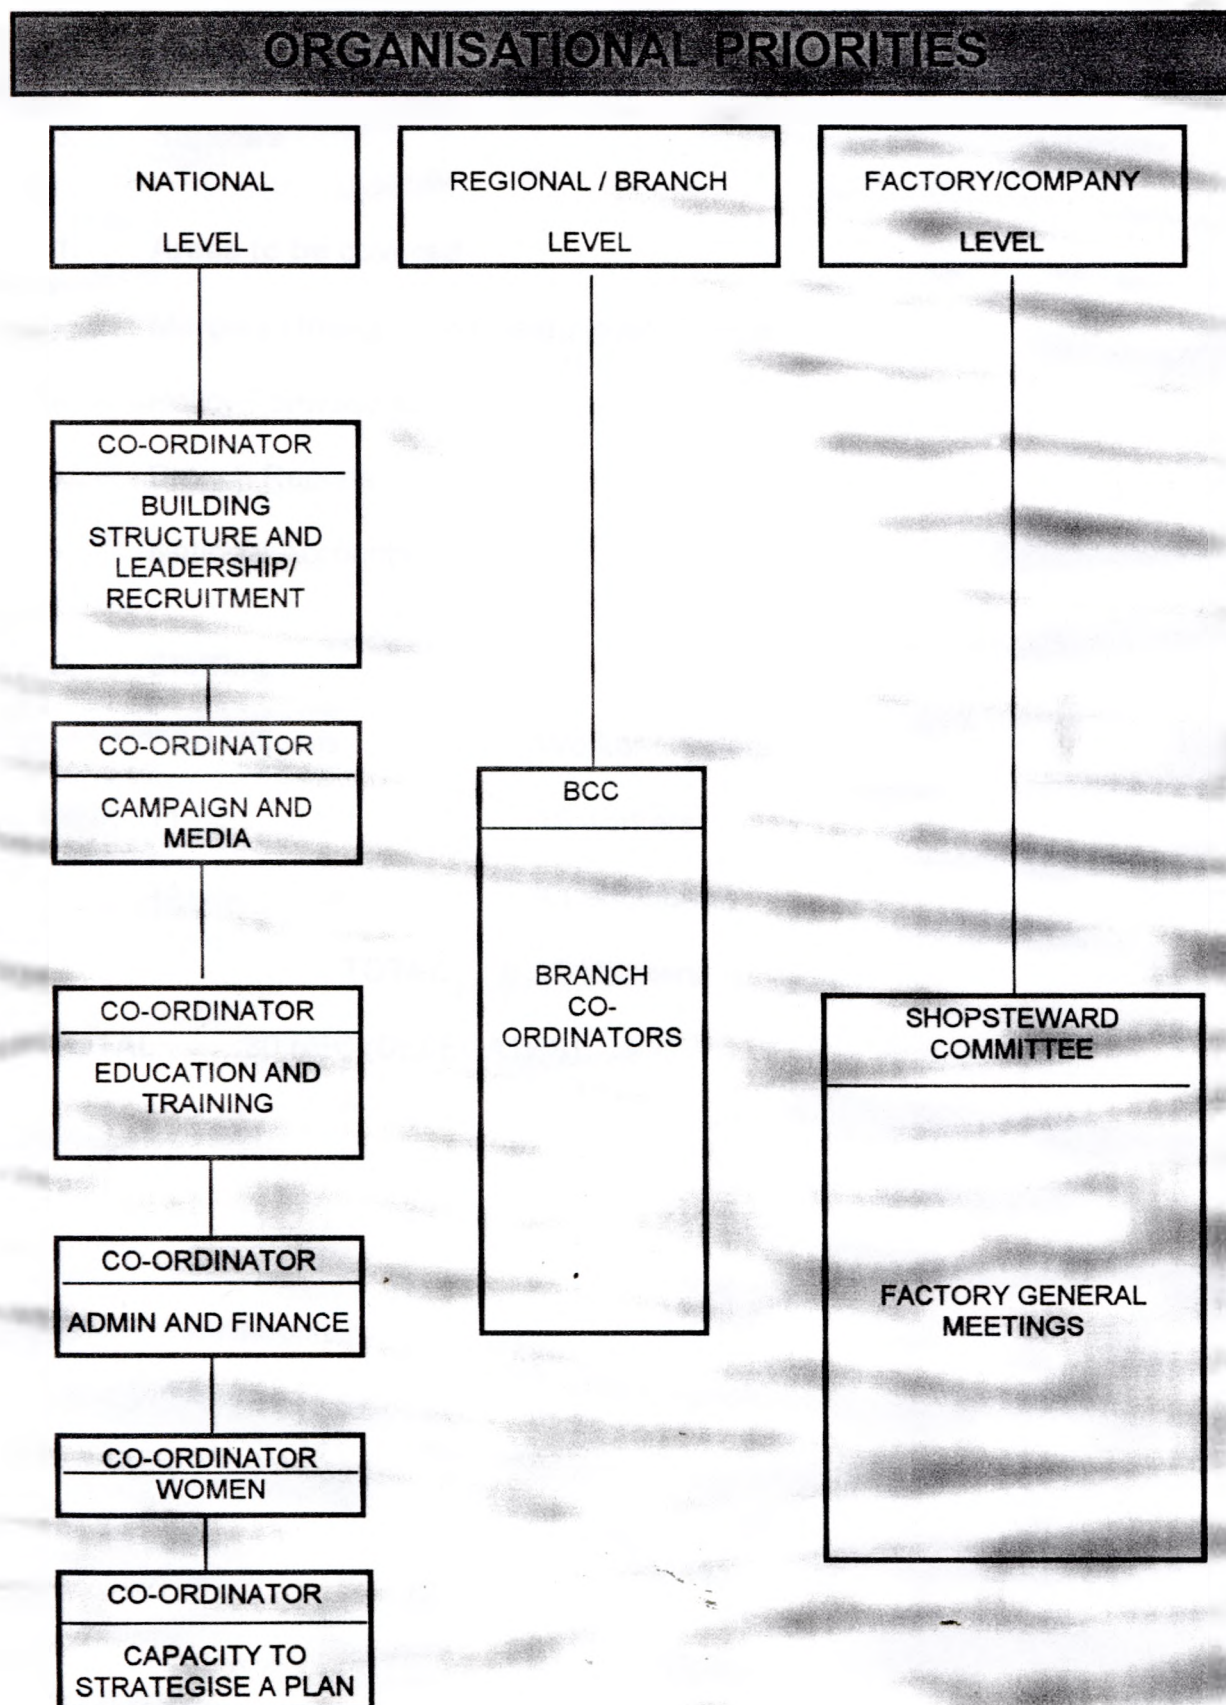 ORGANISATIONAL PRIORITIES
NATIONAL
LEVEL
REGIONAL / BRANCH
LEVEL
FACTORY/COMPANY
LEVEL
CO-ORDINATOR
BUILDING
STRUCTURE AND
LEADERSHIP/
RECRUITMENT
CO-ORDINATOR
CAMPAIGN AND
MEDIA
CO-ORDINATOR
EDUCATION AND
TRAINING
CO-ORDINATOR
ADMIN AND FINANCE
CO-ORDINATOR
WOMEN
CO-ORDINATOR
CAPACITY TO
STRATEGISE A PLAN
BCC
BRANCH
CO-
ORDINATORS
SHOPSTEWARD
COMMITTEE
FACTORY GENERAL
MEETINGS